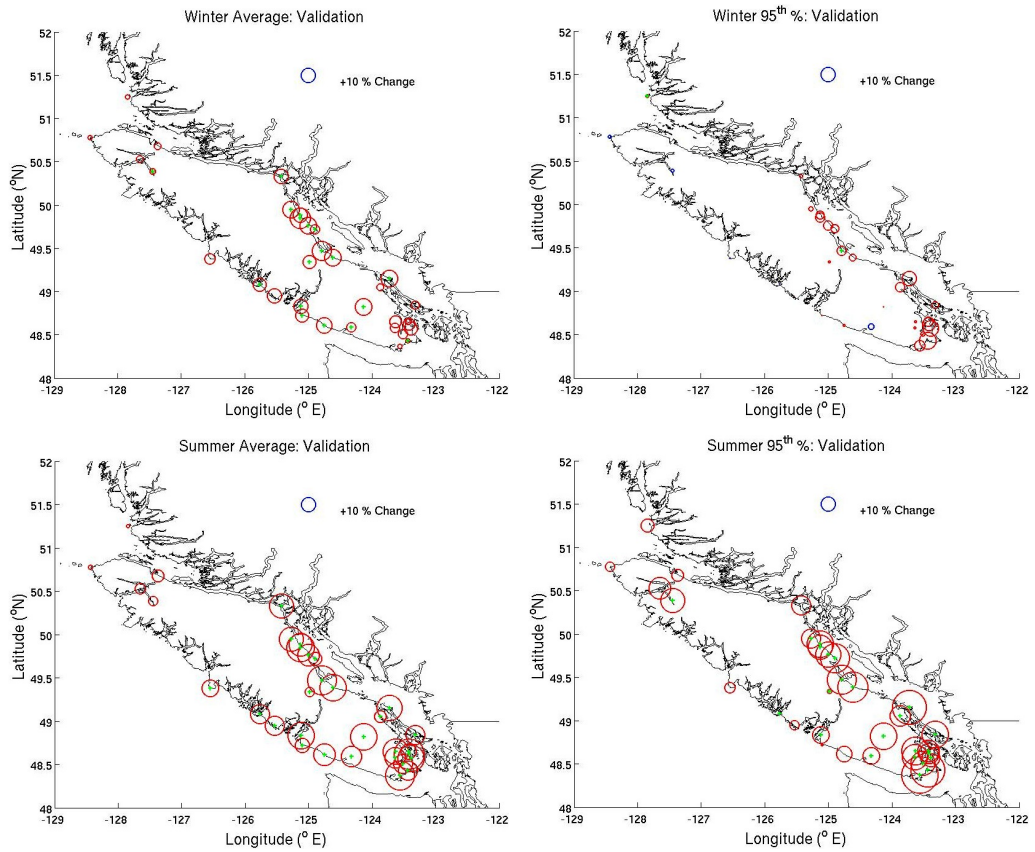 Winter Average: Validation
52
51.5
51
50.5
50
49.5
49
48.5
48
+10 % Change
Latitude (°N)
-129 -128 -127 -126 -125 -124 -123 -122
Longitude (° E)
Winter 95th %: Validation
52
51.5
51
50.5
50
49.5
49
48.5
48
+10 % Change
Latitude (°N)
-129 -128 -127 -126 -125 -124 -123 -122
Longitude (° E)
Summer Average: Validation
52
51.5
51
50.5
50
49.5
49
48.5
48
+10 % Change
Latitude (°N)
-129 -128 -127 -126 -125 -124 -123 -122
Longitude (° E)
Summer 95th %: Validation
52
51.5
51
50.5
50
49.5
49
48.5
48
+10 % Change
Latitude (°N)
-129 -128 -127 -126 -125 -124 -123 -122
Longitude (° E)